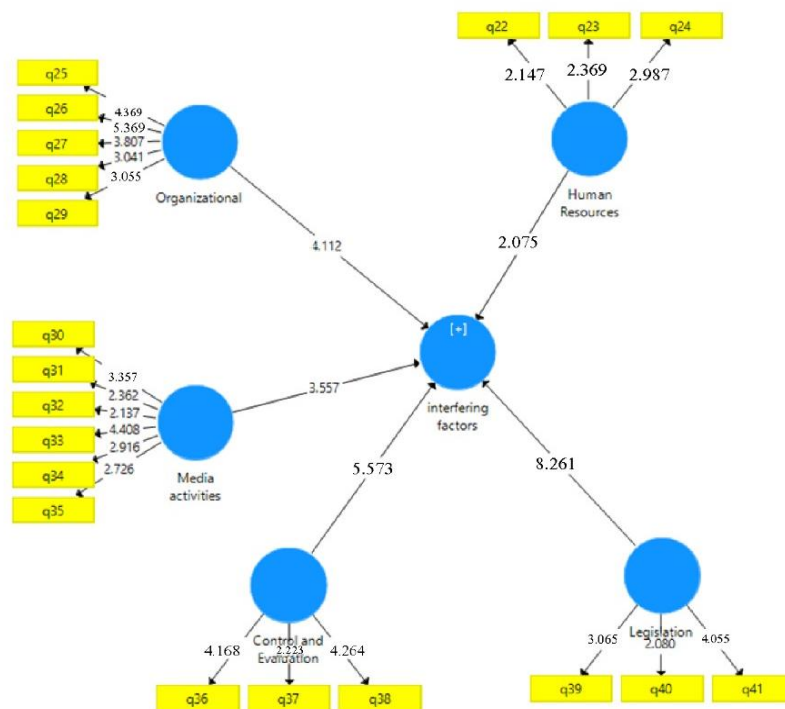 q22
q23
q24
2.147
2.369
2.987
Human
Resources
2.075
q25
q26
q27
q28
q29
4.369
5.369
3.807
3.041
3.055
Organizational
4.112
[+]
interfering
factors
q30
q31
q32
q33
q34
q35
3.357
2.362
2.137
4.408
2.916
2.726
Media
activities
3.557
5.573
8.261
Control and
Evaluation
4.168
2.223
4.264
q36
q37
q38
Legislation
3.065
2.080
4.055
q39
q40
q41